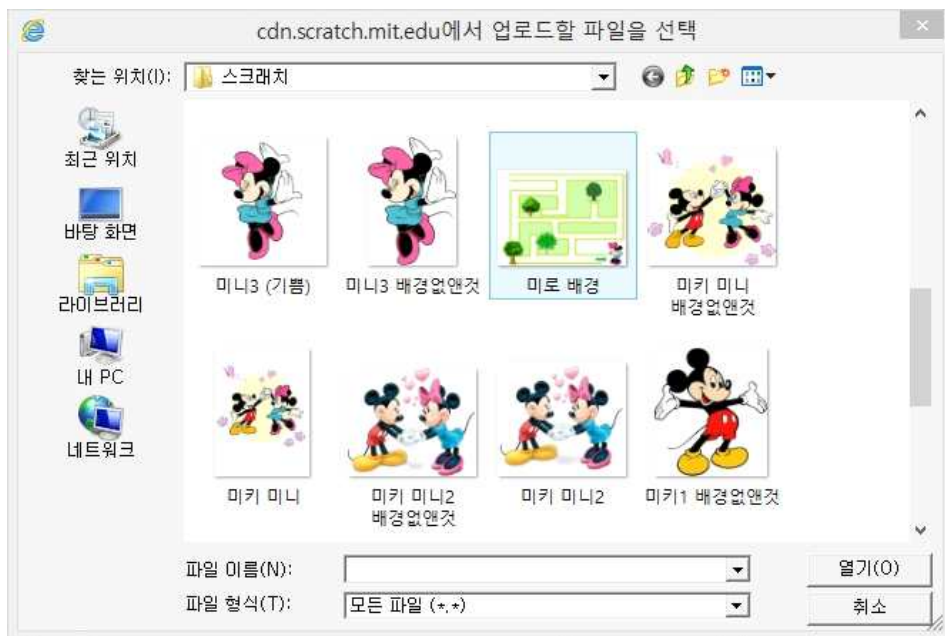 cdn.scratch.mit.edu에서 업로드할 파일을 선택
찾는 위치(I):
스크래치
최근 위치
바탕 화면
라이브러리
내 PC
네트워크
미니3 (기쁨)
미니3 배경없앤것
미로 배경
미키 미니
배경없앤것
미키 미니
미키 미니2
배경없앤것
미키 미니2
미키1 배경없앤것
파일 이름(N):
열기(O)
파일 형식(T):
모든 파일 (*.*)
취소